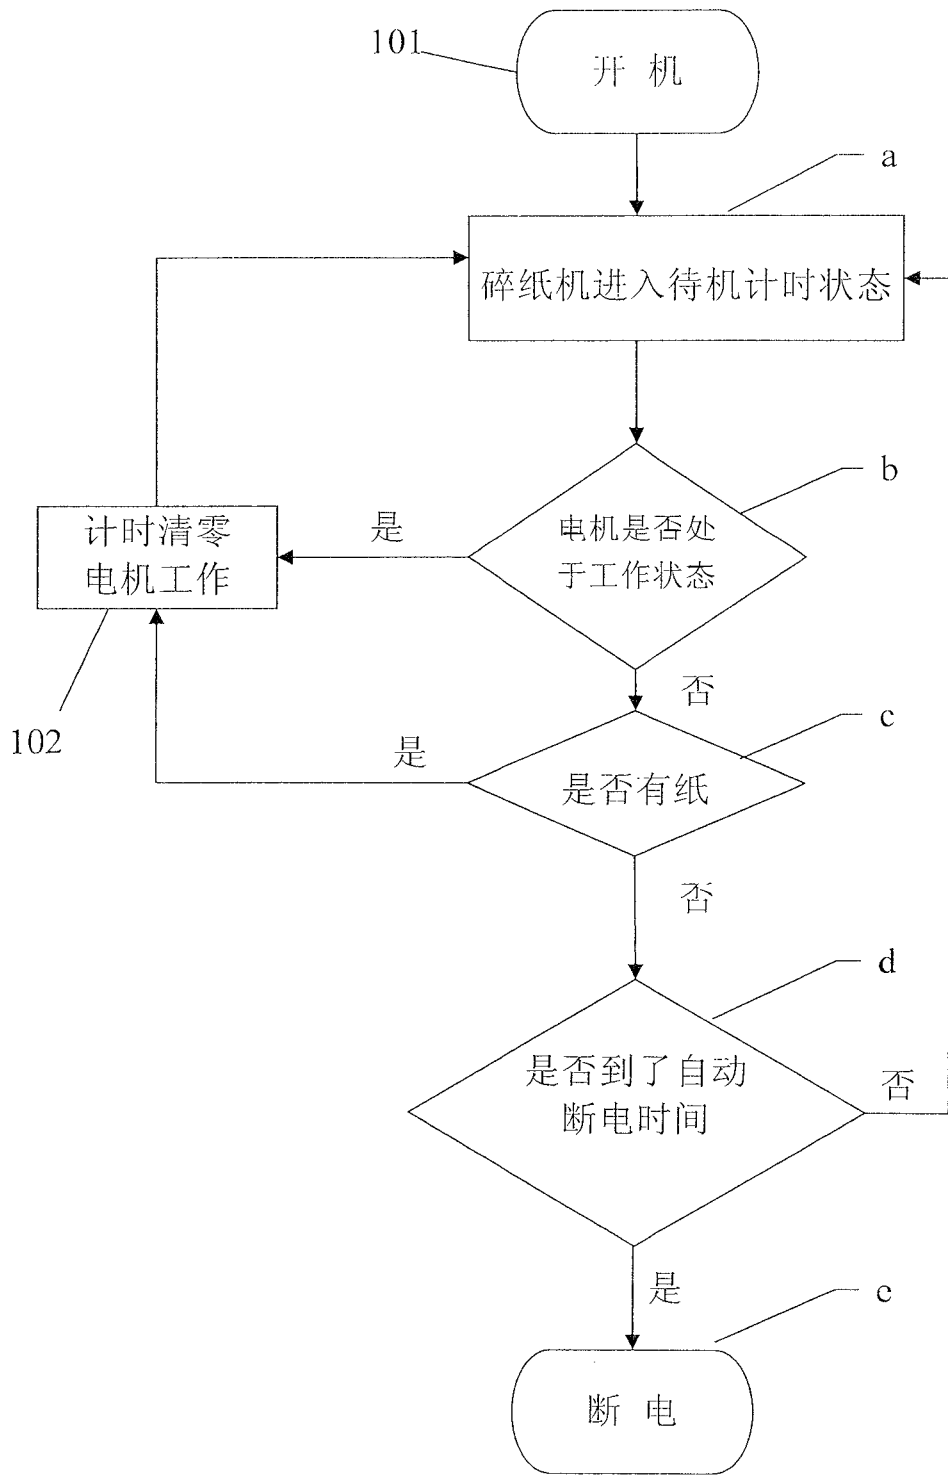 101
开 机
a
碎纸机进入待机计时状态
b
电机是否处
于工作状态
是
计时清零
电机工作
102
否
c
是否有纸
是
否
d
是否到了自动
断电时间
否
是
e
断 电